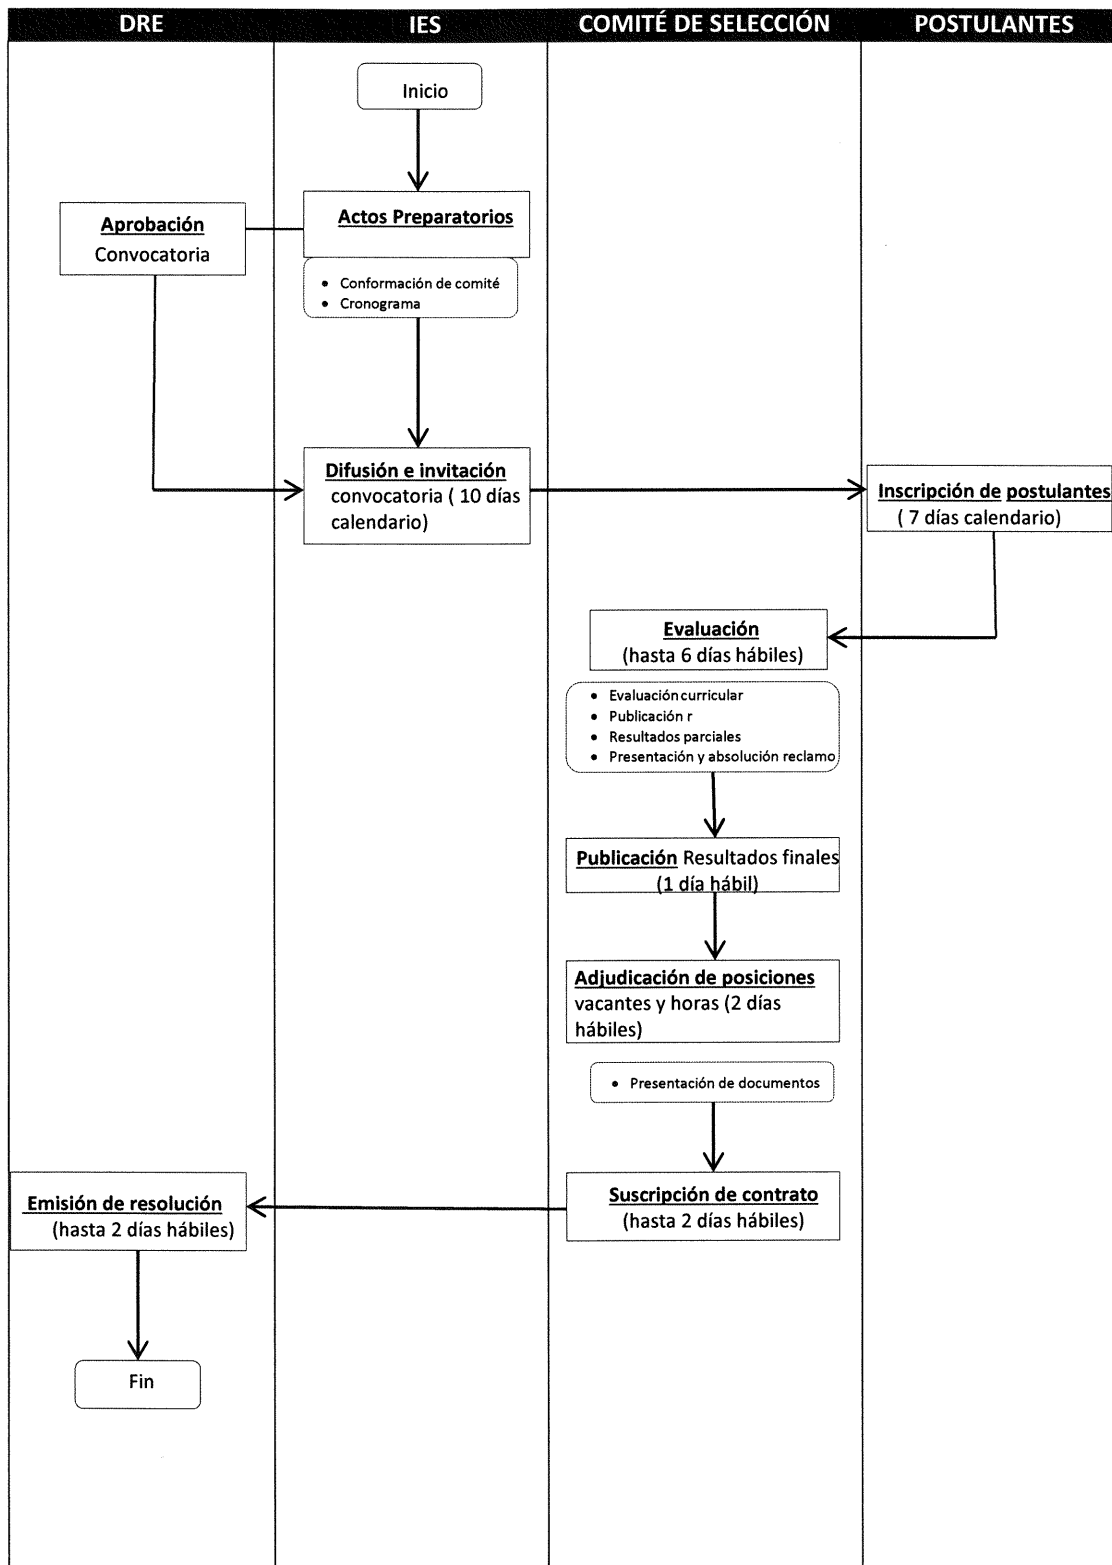 DRE IES COMITÉ DE SELECCIÓN POSTULANTES
Inicio
Actos Preparatorios
Aprobación
Convocatoria
• Conformación de comité
• Cronograma
Difusión e invitación
convocatoria ( 10 días
calendario)
Inscripción de postulantes
( 7 días calendario)
Evaluación
(hasta 6 días hábiles)
• Evaluación curricular
• Publicación r
• Resultados parciales
• Presentación y absolución reclamo
Publicación Resultados finales
(1 día hábil)
Adjudicación de posiciones
vacantes y horas (2 días
hábiles)
• Presentación de documentos
Suscripción de contrato
(hasta 2 días hábiles)
Emisión de resolución
(hasta 2 días hábiles)
Fin